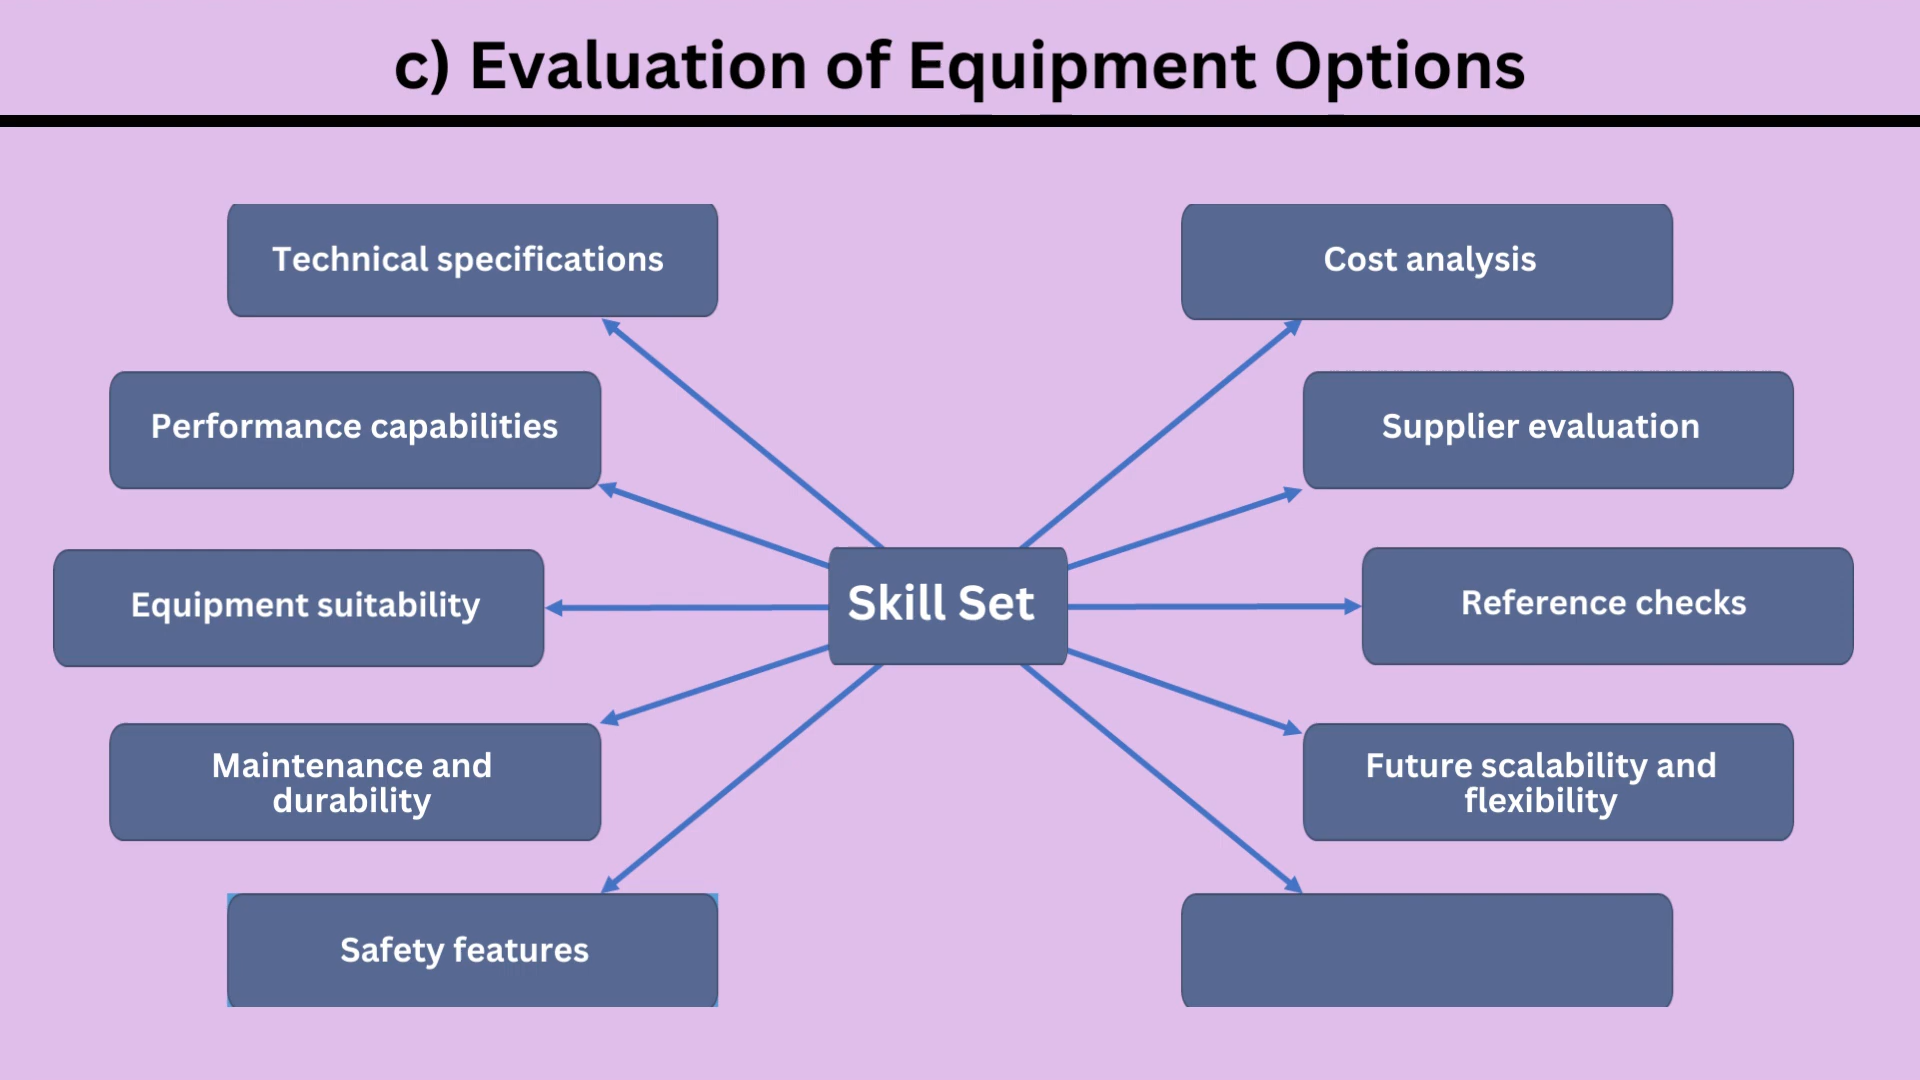 c) Evaluation of Equipment Options
Technical specifications
Cost analysis
Performance capabilities
Supplier evaluation
Equipment suitability
Skill Set
Reference checks
Maintenance and
durability
Future scalability and
flexibility
Safety features